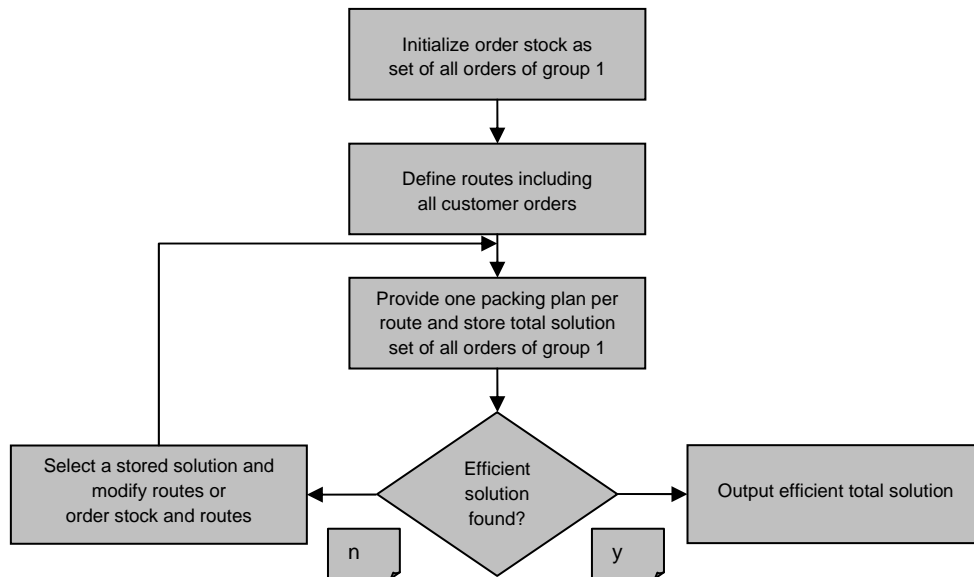 Initialize order stock as
set of all orders of group 1
Define routes including
all customer orders
Provide one packing plan per
route and store total solution
set of all orders of group 1
Select a stored solution and
modify routes or
order stock and routes
Efficient
solution
found?
Output efficient total solution
n
y